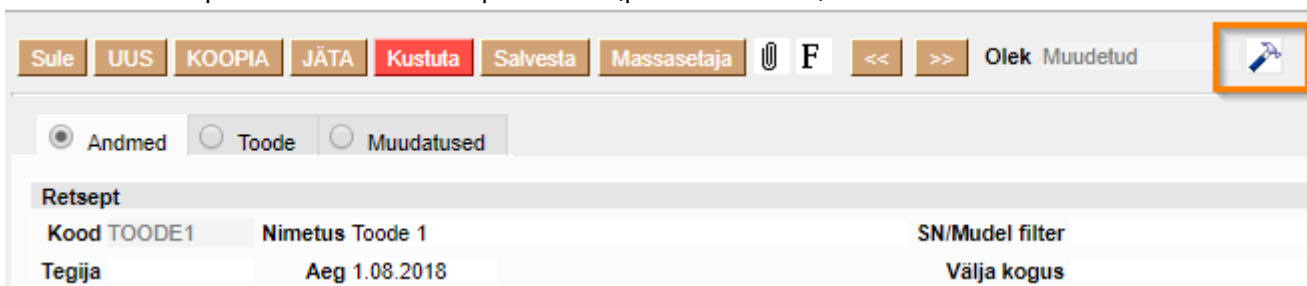 Sule UUS KOOPIA JÄTA Kustuta Salvesta Massasetaja F << >> Olek Muudetud
Andmed Toode Muudatused
Retsept
Kood TOODE1 Nimetus Toode 1 SN/Mudel filter
Tegija Aeg 1.08.2018 Välja kogus